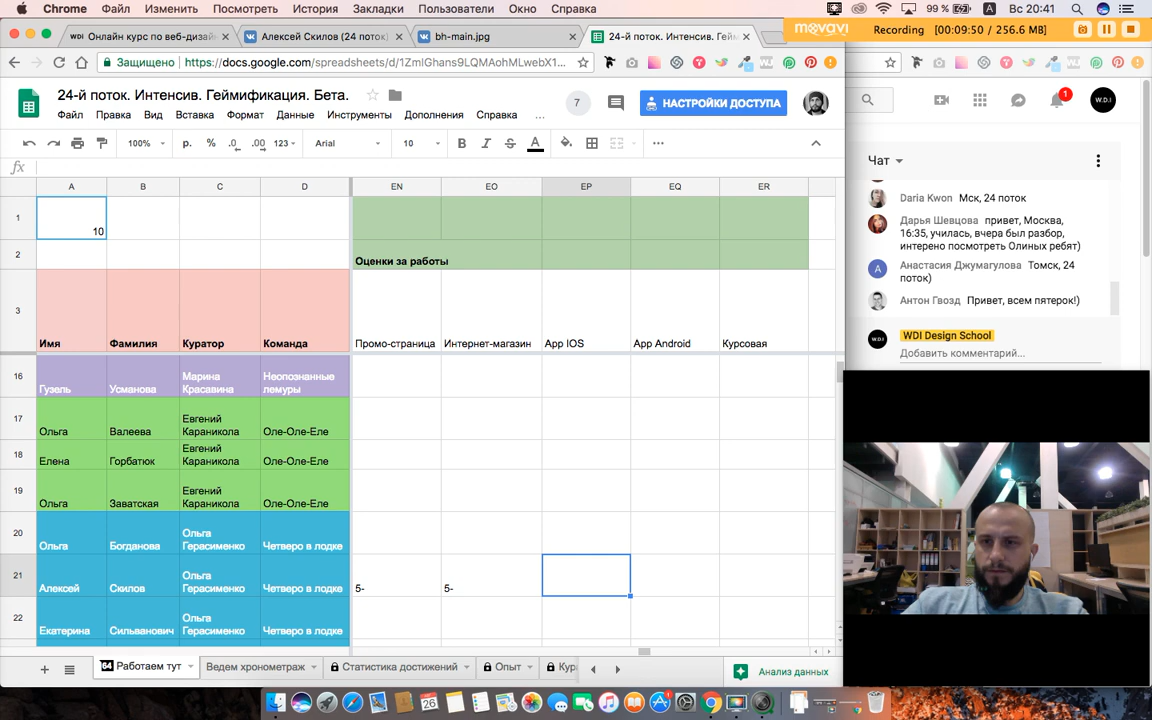 Chrome Файл Изменить Посмотреть История Закладки Пользователи Окно Справка 99 % A Вс 20:41
movavi Recording (00:09:50 / 256.6 MB)
WDI Онлайн курс по веб-дизайн Алексей Скилов (24 поток) bh-main.jpg 24-й поток. Интенсив. Гейм
Защищено https://docs.google.com/spreadsheets/d/1ZmIGhans9LQMAohMLwebX1...
24-й поток. Интенсив. Геймификация. Бета.
7 НАСТРОЙКИ ДОСТУПА
Файл Правка Вид Вставка Формат Данные Инструменты Дополнения Справка ...
100% р. % .0 .00 123 Arial 10 B I S A
fx
A B C D EN EO EP EQ ER
1 10
2 Оценки за работы
3 Имя Фамилия Куратор Команда Промо-страница Интернет-магазин App IOS App Android Курсовая
16 Гузель Усманова Марина Красавина Неопознанные лемуры
17 Ольга Валеева Евгений Караникола Оле-Оле-Еле
18 Елена Горбатюк Евгений Караникола Оле-Оле-Еле
19 Ольга Заватская Евгений Караникола Оле-Оле-Еле
20 Ольга Богданова Ольга Герасименко Четверо в лодке
21 Алексей Скилов Ольга Герасименко Четверо в лодке 5- 5-
22 Екатерина Сильванович Ольга Герасименко Четверо в лодке
64 Работаем тут Ведем хронометраж Статистика достижений Опыт Кур
Анализ данных
1 W.D.I
Чат
Daria Kwon Мск, 24 поток
Дарья Шевцова привет, Москва,
16:35, училась, вчера был разбор,
интерено посмотреть Олиных ребят)
А Анастасия Джумагулова Томск, 24
поток)
Антон Гвозд Привет, всем пятерок!)
W.D.I WDI Design School
Добавить комментарий...